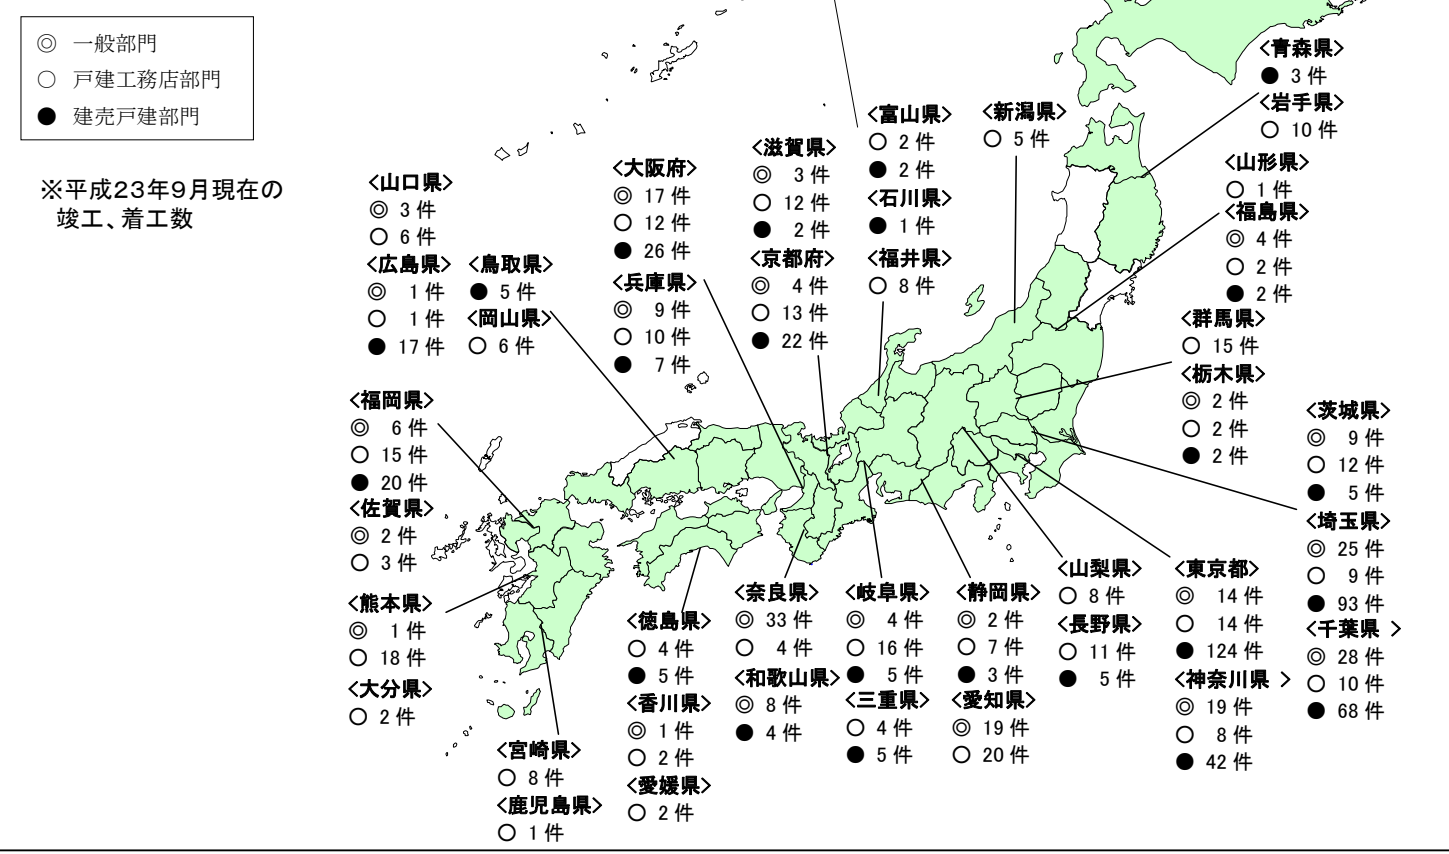 ◎ 一般部門
○ 戸建工務店部門
● 建売戸建部門
※平成23年9月現在の
竣工、着工数
<山口県>
◎ 3 件
○ 6 件
<広島県>
◎ 1 件
○ 1 件
● 17 件
<鳥取県>
● 5 件
<岡山県>
○ 6 件
<大阪府>
◎ 17 件
○ 12 件
● 26 件
<兵庫県>
◎ 9 件
○ 10 件
● 7 件
<滋賀県>
◎ 3 件
○ 12 件
● 2 件
<京都府>
◎ 4 件
○ 13 件
● 22 件
<富山県>
○ 2 件
● 2 件
<石川県>
● 1 件
<福井県>
○ 8 件
<新潟県>
○ 5 件
<青森県>
● 3 件
<岩手県>
○ 10 件
<山形県>
○ 1 件
<福島県>
◎ 4 件
○ 2 件
● 2 件
<群馬県>
○ 15 件
<栃木県>
◎ 2 件
○ 2 件
● 2 件
<茨城県>
◎ 9 件
○ 12 件
● 5 件
<埼玉県>
◎ 25 件
○ 9 件
● 93 件
<千葉県 >
◎ 28 件
○ 10 件
● 68 件
<福岡県>
◎ 6 件
○ 15 件
● 20 件
<佐賀県>
◎ 2 件
○ 3 件
<熊本県>
◎ 1 件
○ 18 件
<大分県>
○ 2 件
<宮崎県>
○ 8 件
<鹿児島県>
○ 1 件
<徳島県>
○ 4 件
● 5 件
<香川県>
◎ 1 件
○ 2 件
<愛媛県>
○ 2 件
<奈良県>
◎ 33 件
○ 4 件
<和歌山県>
◎ 8 件
● 4 件
<岐阜県>
◎ 4 件
○ 16 件
● 5 件
<三重県>
○ 4 件
● 5 件
<静岡県>
◎ 2 件
○ 7 件
● 3 件
<愛知県>
◎ 19 件
○ 20 件
<山梨県>
○ 8 件
<長野県>
○ 11 件
● 5 件
<東京都>
◎ 14 件
○ 14 件
● 124 件
<神奈川県 >
◎ 19 件
○ 8 件
● 42 件